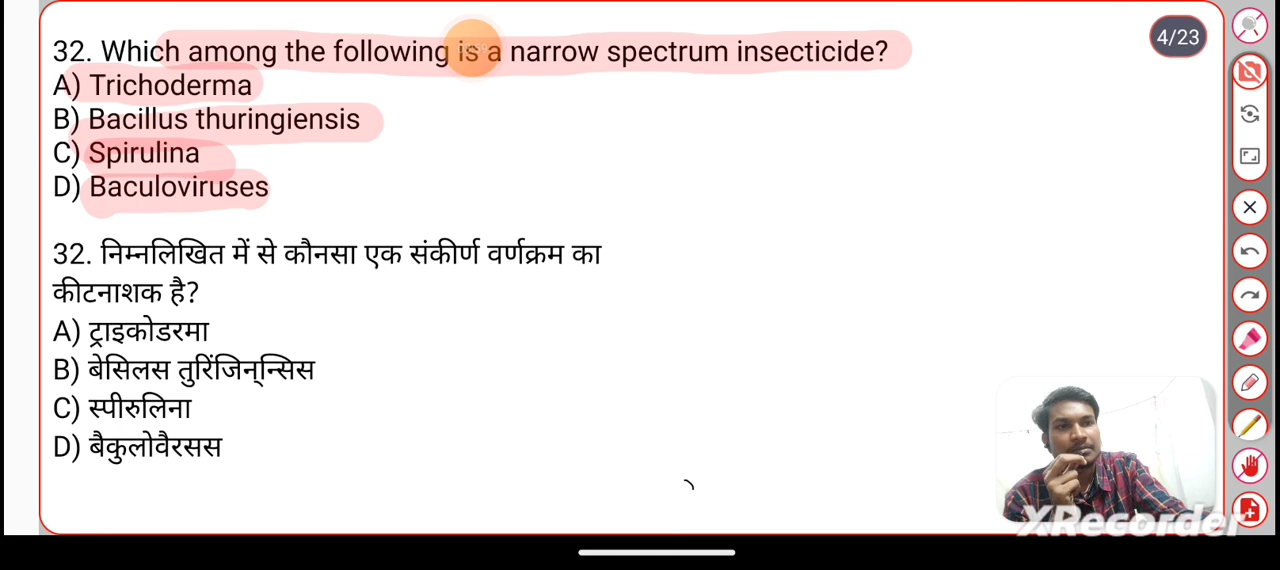 32. Which among the following is a narrow spectrum insecticide?
4/23
A) Trichoderma
B) Bacillus thuringiensis
C) Spirulina
D) Baculoviruses
32. निम्नलिखित में से कौनसा एक संकीर्ण वर्णक्रम का
कीटनाशक है?
A) ट्राइकोडरमा
B) बेसिलस तुरिंजिन्न्सिस
C) स्पीरुलिना
D) बैकुलोवैरसस
XRecorder